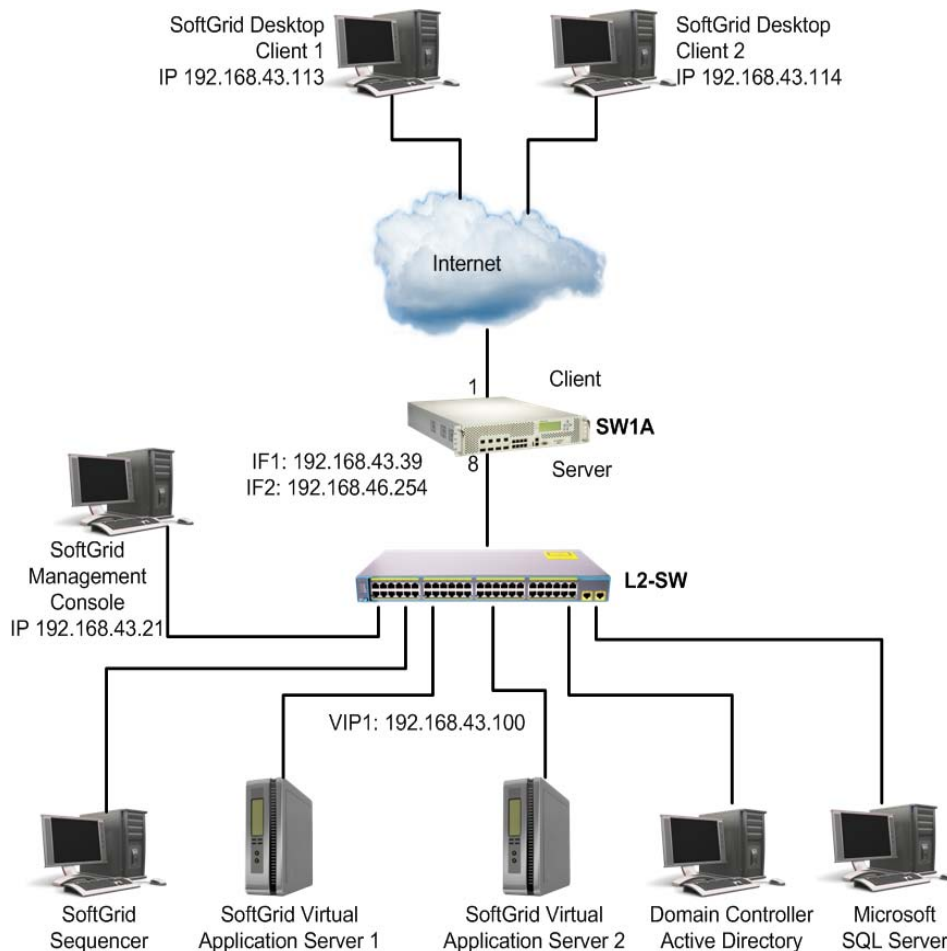 SoftGrid Desktop
Client 1
IP 192.168.43.113
SoftGrid Desktop
Client 2
IP 192.168.43.114
Internet
1
Client
SW1A
IF1: 192.168.43.39
8
Server
IF2: 192.168.46.254
SoftGrid
Management
Console
IP 192.168.43.21
L2-SW
VIP1: 192.168.43.100
SoftGrid
Sequencer
SoftGrid Virtual
Application Server 1
SoftGrid Virtual
Application Server 2
Domain Controller
Active Directory
Microsoft
SQL Server